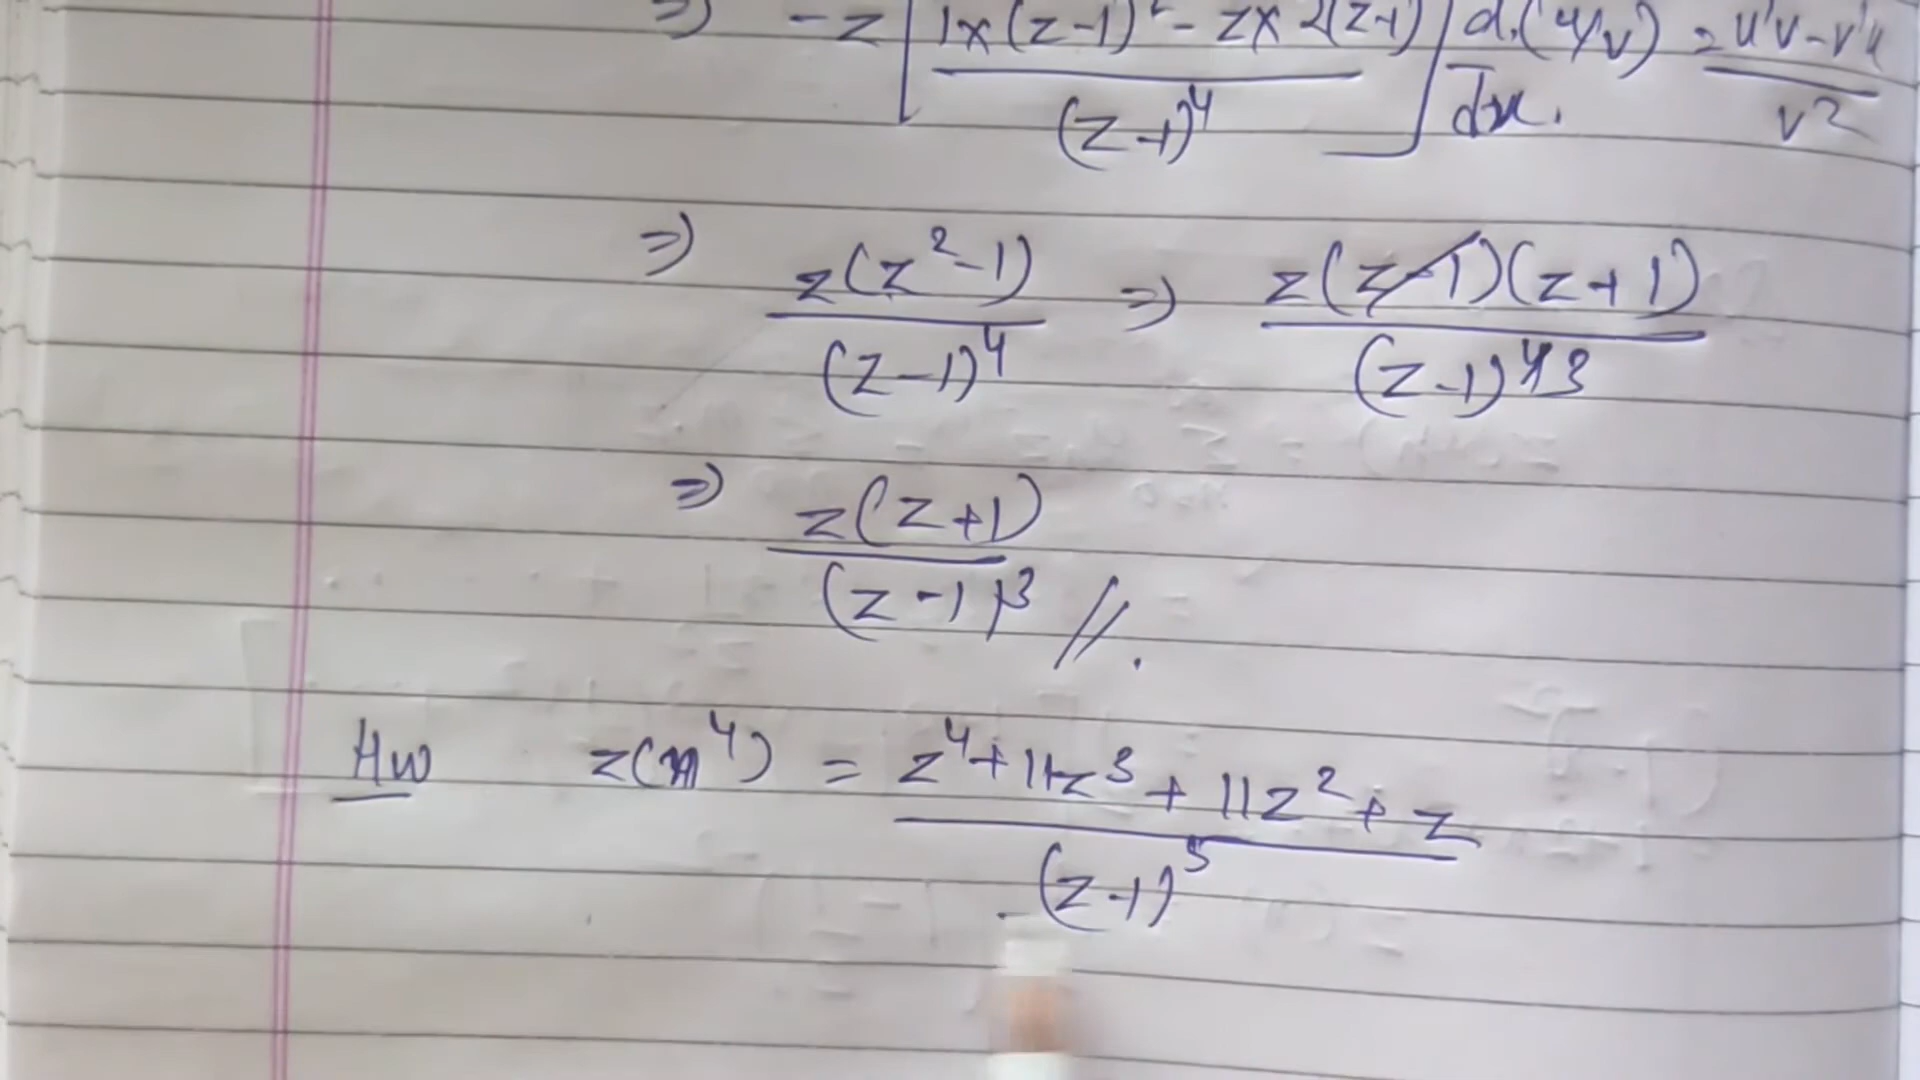 ⇒ -z [ 1×(z-1)² - z×2(z-1) / (z-1)⁴ ] d/dx.(u/v) = u'v-v'u / v²
⇒ z(z²-1) / (z-1)⁴ ⇒ z(z-1)(z+1) / (z-1)⁴ 3
⇒ z(z+1) / (z-1)³ //.
HW z(n⁴) = z⁴+11z³+11z²+z / (z-1)⁵